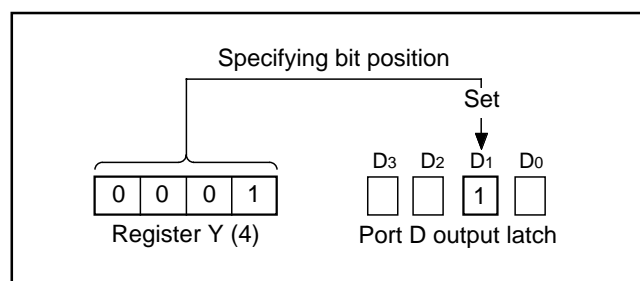 Specifying bit position
Set
D3 D2 D1 D0
0 0 0 1 1
Register Y (4) Port D output latch